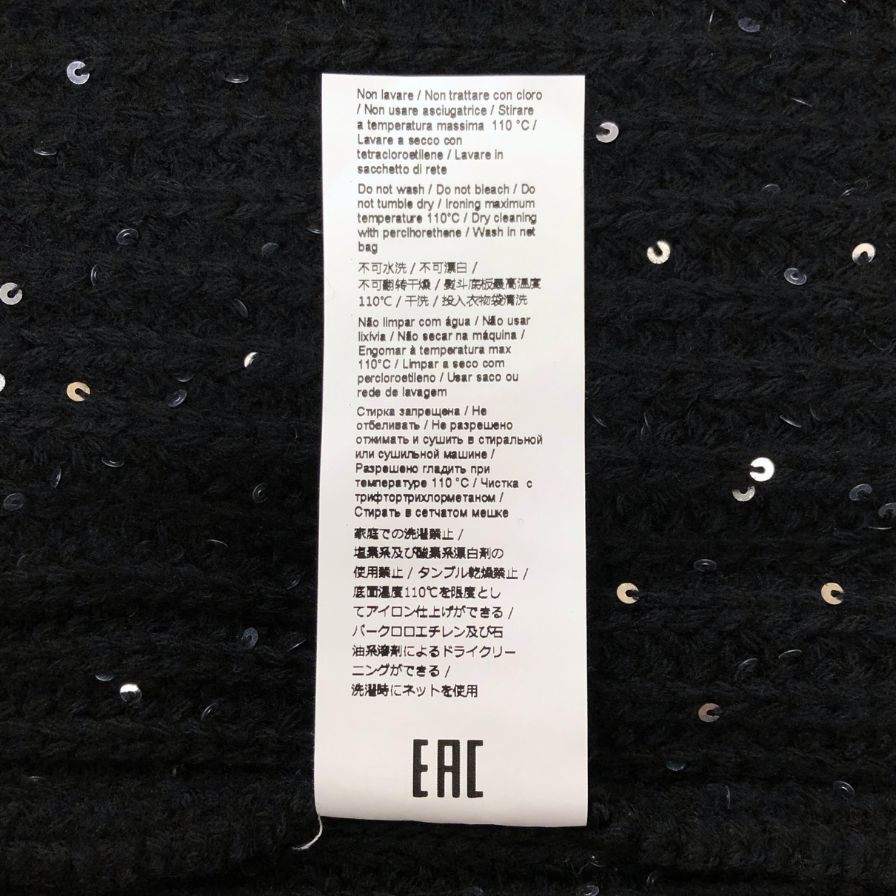 Non lavare / Non trattare con cloro
/ Non usare asciugatrice / Stirare
a temperatura massima 110 °C /
Lavare a secco con
tetracloroetilene / Lavare in
sacchetto di rete
Do not wash / Do not bleach / Do
not tumble dry / Ironing maximum
temperature 110°C / Dry cleaning
with perclhorethene / Wash in net
bag
不可水洗 / 不可漂白 /
不可翻转干燥 / 熨斗底板最高温度
110℃ / 干洗 / 投入衣物袋清洗
Não limpar com água / Não usar
lixívia / Não secar na máquina /
Engomar à temperatura max
110°C / Limpar a seco com
percloroetileno / Usar saco ou
rede de lavagem
Стирка запрещена / Не
отбеливать / Не разрешено
отжимать и сушить в стиральной
или сушильной машине /
Разрешено гладить при
температуре 110 °C / Чистка с
трифтортрихлорметаном /
Стирать в сетчатом мешке
家庭での洗濯禁止 /
塩素系及び酸素系漂白剤の
使用禁止 / タンブル乾燥禁止 /
底面温度110℃を限度とし
てアイロン仕上げができる /
パークロロエチレン及び石
油系溶剤によるドライクリー
ニングができる /
洗濯時にネットを使用
EAC